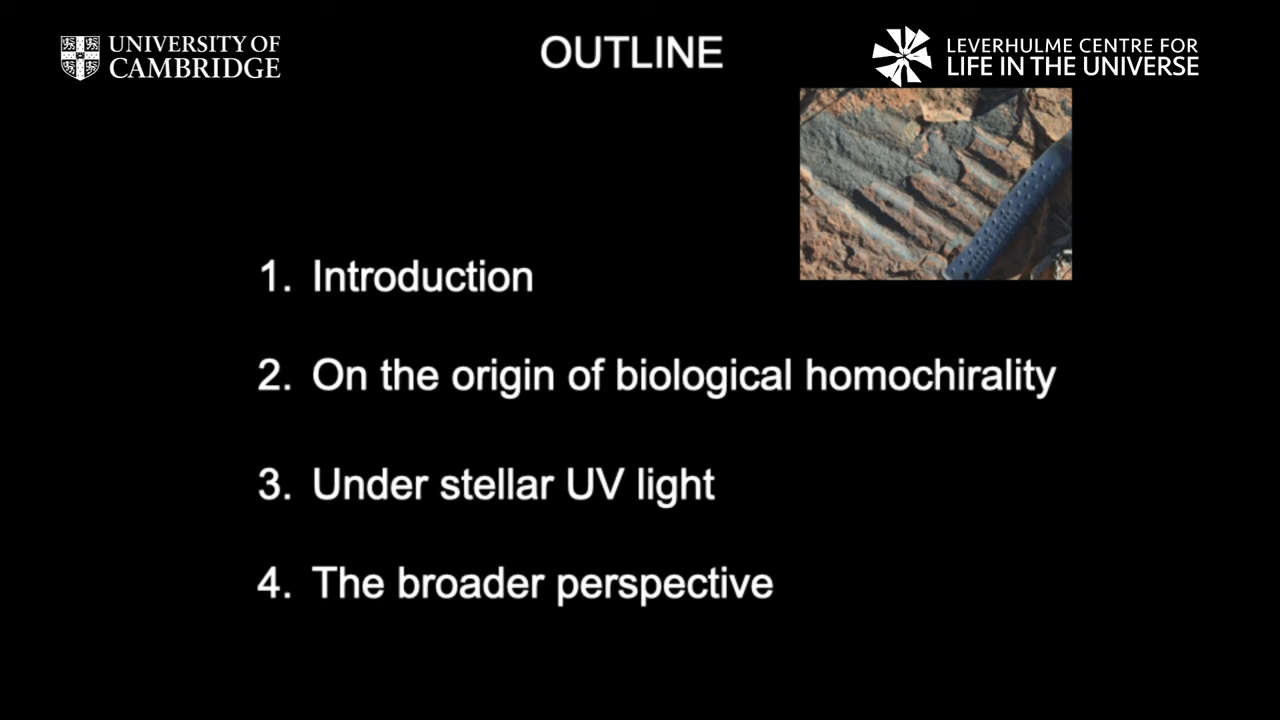 UNIVERSITY OF
CAMBRIDGE
OUTLINE
LEVERHULME CENTRE FOR
LIFE IN THE UNIVERSE
1. Introduction
2. On the origin of biological homochirality
3. Under stellar UV light
4. The broader perspective